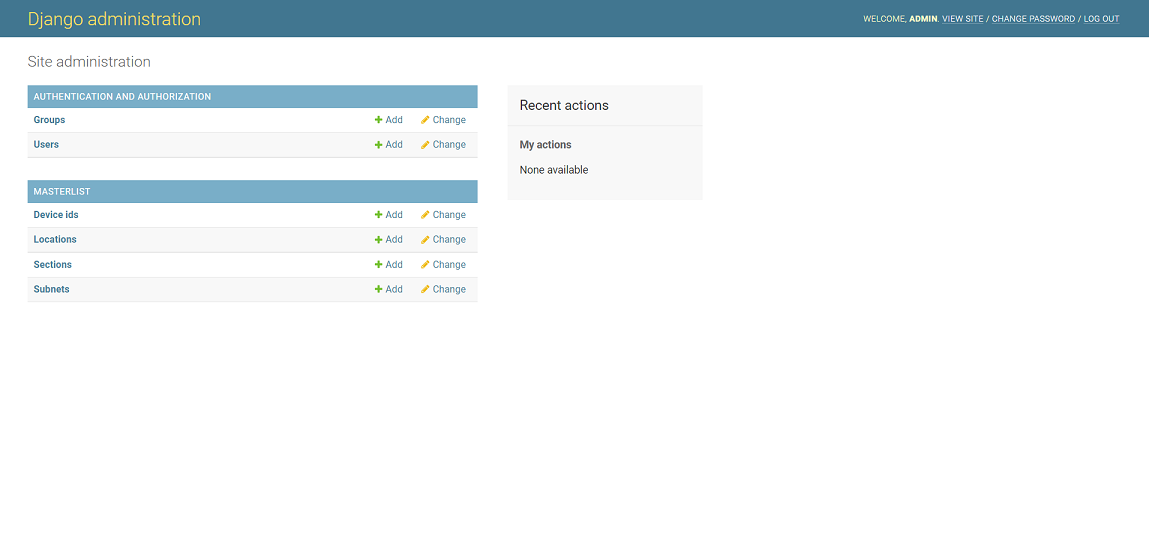 Django administration
WELCOME, ADMIN. VIEW SITE / CHANGE PASSWORD / LOG OUT
Site administration
AUTHENTICATION AND AUTHORIZATION
Groups Add Change
Users Add Change
MASTERLIST
Device ids Add Change
Locations Add Change
Sections Add Change
Subnets Add Change
Recent actions
My actions
None available